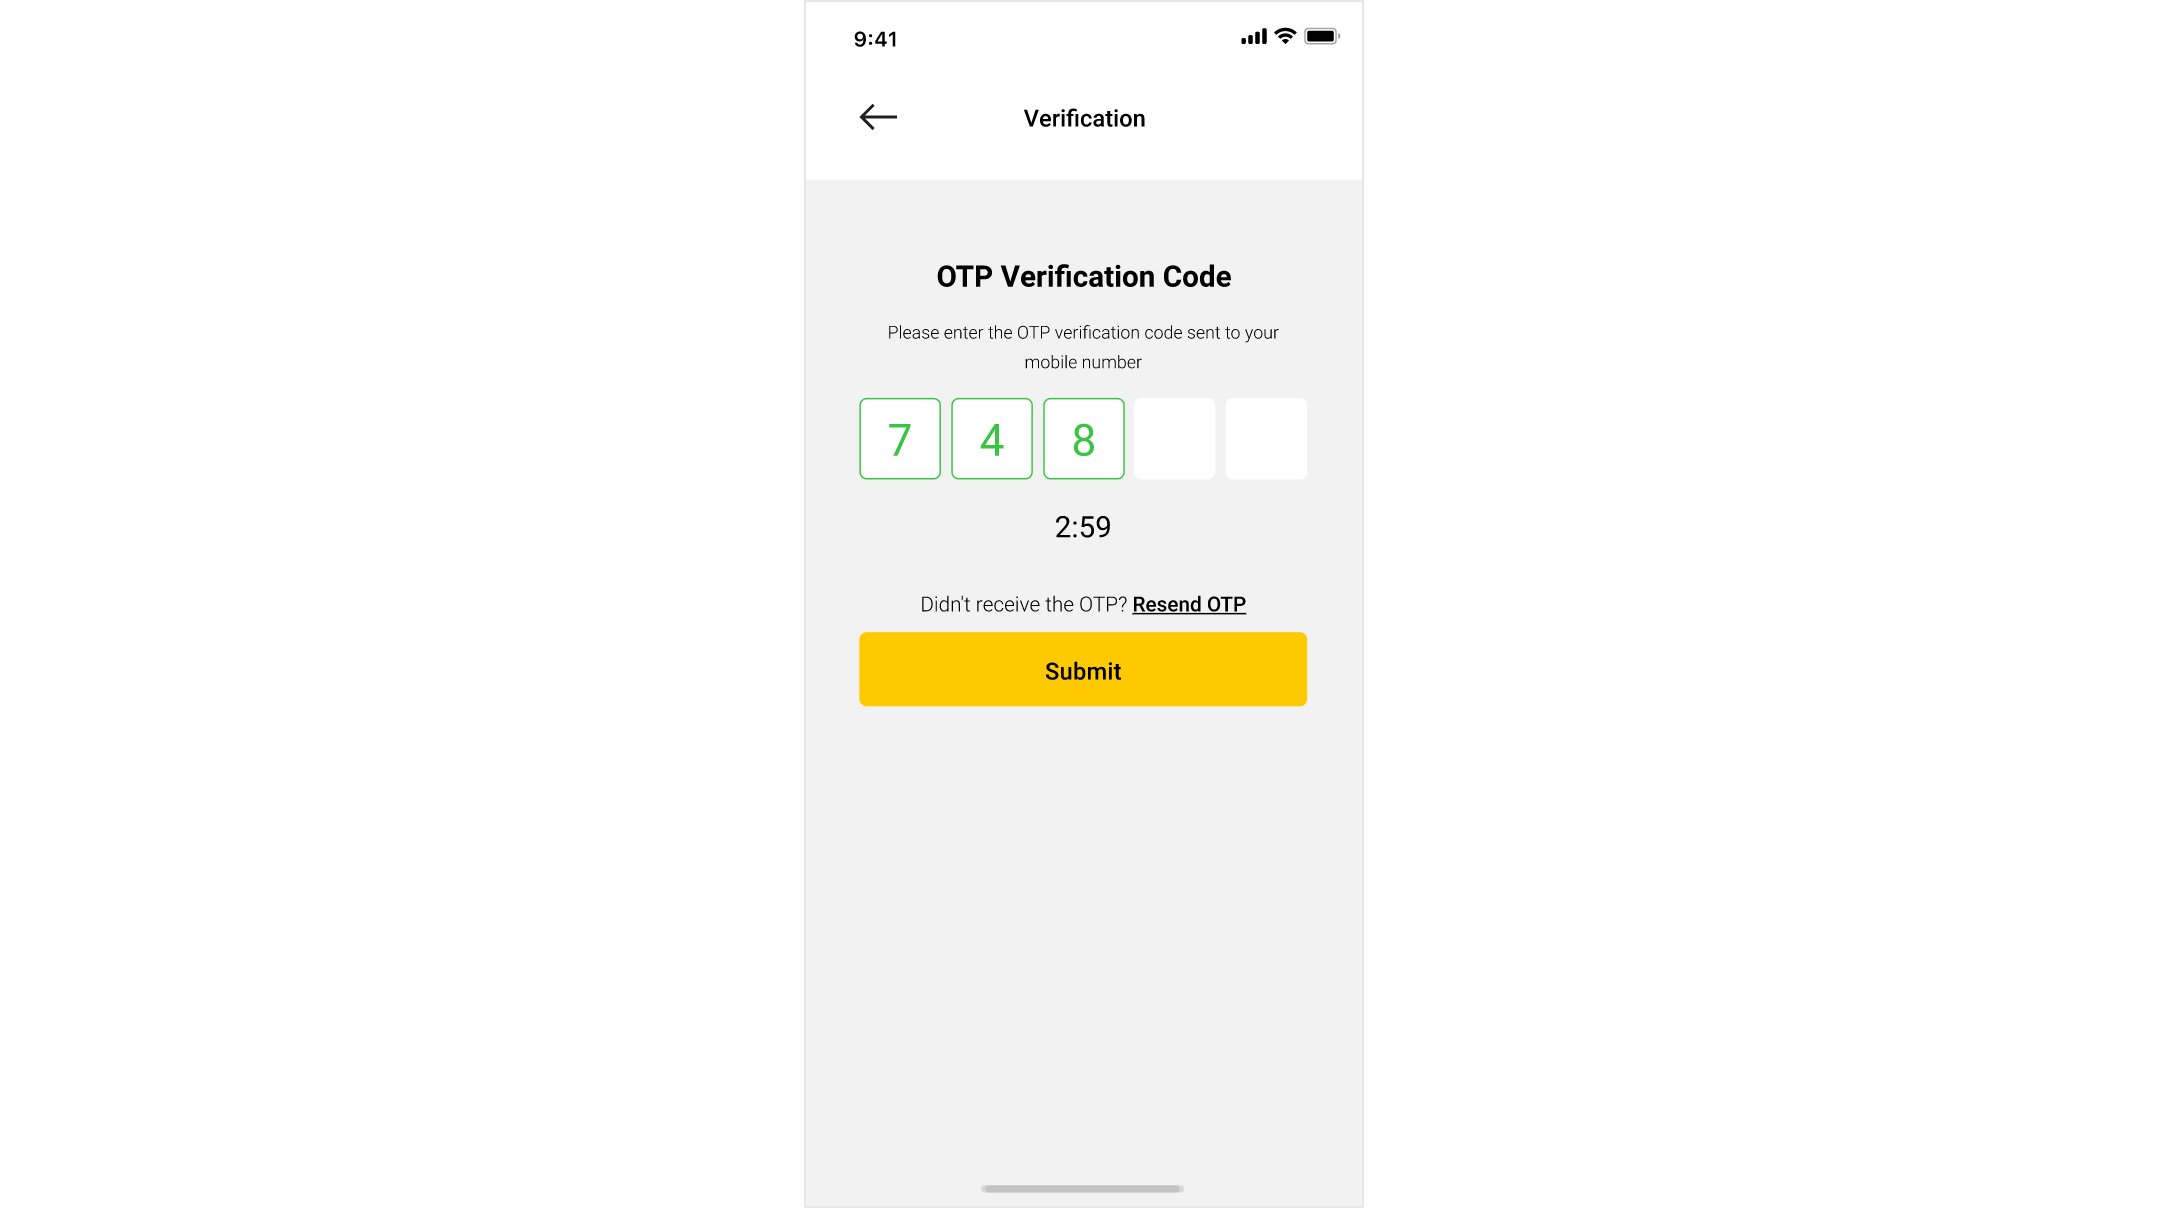 9:41
Verification
OTP Verification Code
Please enter the OTP verification code sent to your
mobile number
7 4 8
2:59
Didn't receive the OTP? Resend OTP
Submit